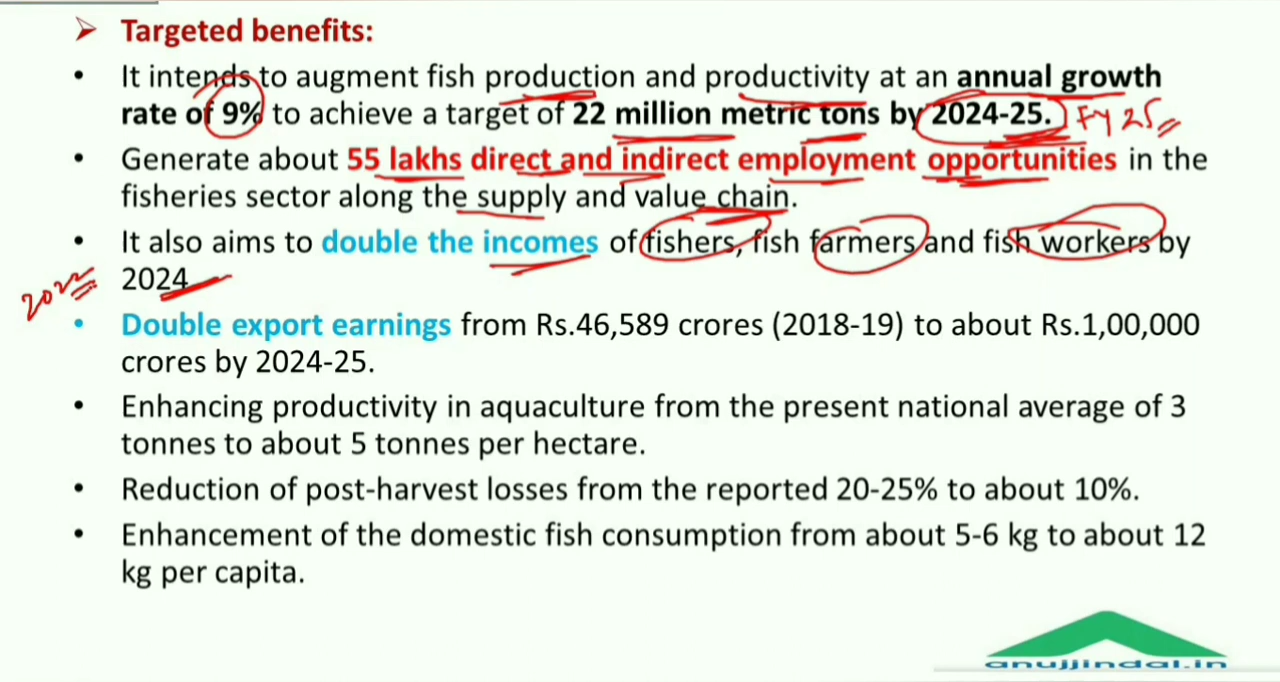 ➤ Targeted benefits:
• It intends to augment fish production and productivity at an annual growth
rate of 9% to achieve a target of 22 million metric tons by 2024-25. FY 25
• Generate about 55 lakhs direct and indirect employment opportunities in the
fisheries sector along the supply and value chain.
• It also aims to double the incomes of fishers, fish farmers and fish workers by
2024
2022
• Double export earnings from Rs.46,589 crores (2018-19) to about Rs.1,00,000
crores by 2024-25.
• Enhancing productivity in aquaculture from the present national average of 3
tonnes to about 5 tonnes per hectare.
• Reduction of post-harvest losses from the reported 20-25% to about 10%.
• Enhancement of the domestic fish consumption from about 5-6 kg to about 12
kg per capita.
anujjindal.in